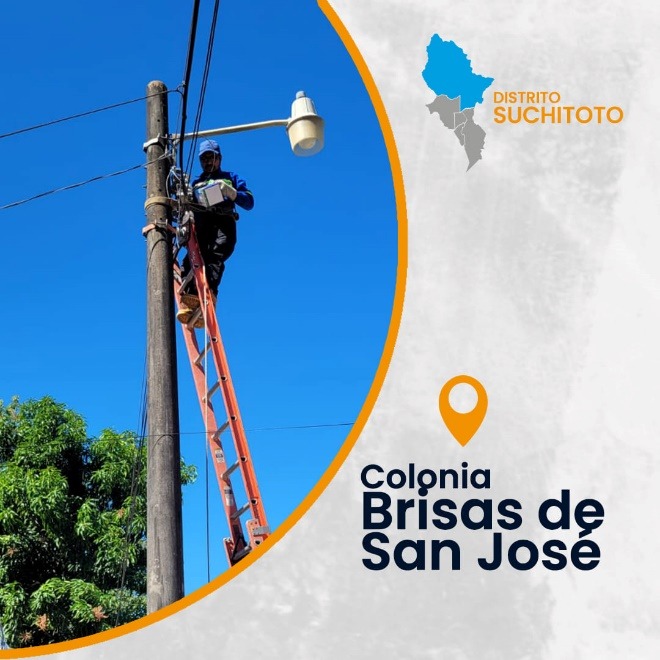 DISTRITO
SUCHITOTO
Colonia
Brisas de
San José